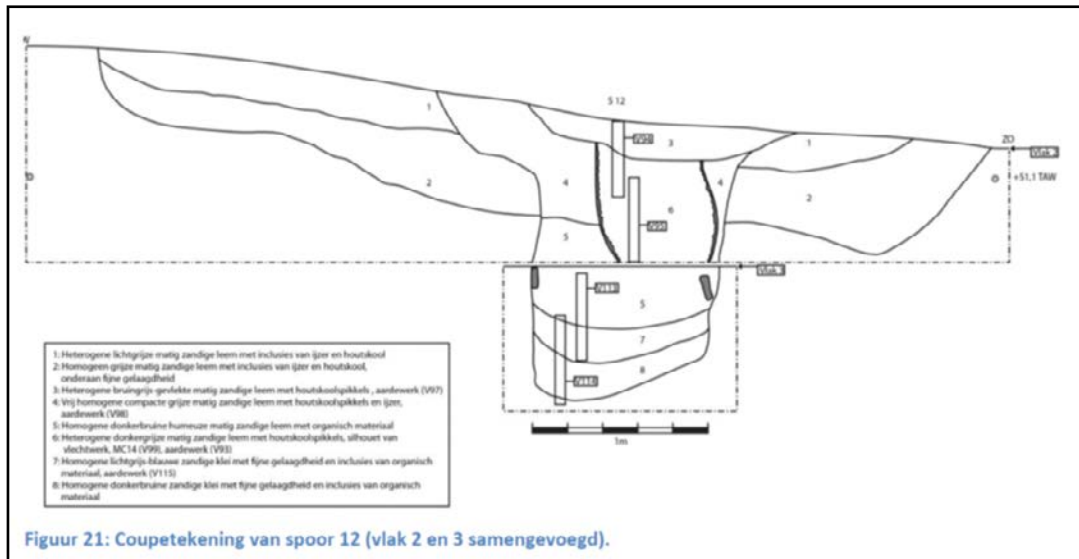 S 12
1
V94
3
1
ZO
Vlak 2
+51,1 TAW
2
4
4
2
6
V95
5
Vlak 3
V113
5
7
8
V114
1m
1: Heterogene lichtgrijze matig zandige leem met inclusies van ijzer en houtskool
2: Homogeen grijze matig zandige leem met inclusies van ijzer en houtskool,
onderaan fijne gelaagdheid
3: Heterogene bruingrijs-gevlekte matig zandige leem met houtskoolspikkels , aardewerk (V97)
4: Vrij homogene compacte grijze matig zandige leem met houtskoolspikkels en ijzer,
aardewerk (V98)
5: Homogene donkerbruine humeuze matig zandige leem met organisch materiaal
6: Heterogene donkergrijze matig zandige leem met houtskoolspikkels, silhouet van
vlechtwerk, MC14 (V99), aardewerk (V93)
7: Homogene lichtgrijs-blauwe zandige klei met fijne gelaagdheid en inclusies van organisch
materiaal, aardewerk (V115)
8: Homogene donkerbruine zandige klei met fijne gelaagdheid en inclusies van organisch
materiaal
Figuur 21: Coupetekening van spoor 12 (vlak 2 en 3 samengevoegd).